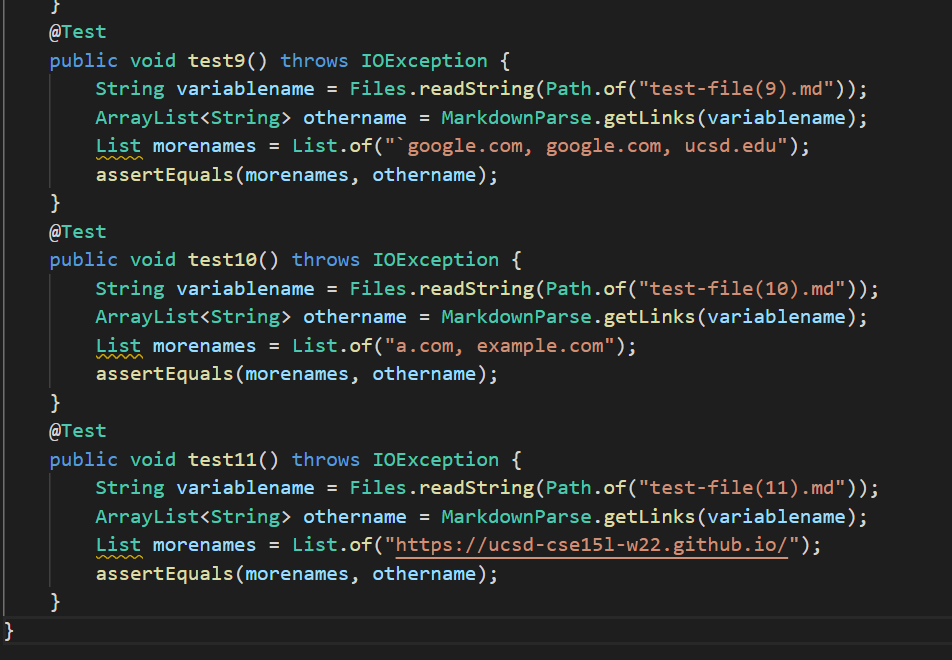 }
@Test
public void test9() throws IOException {
String variablename = Files.readString(Path.of("test-file(9).md"));
ArrayList<String> othername = MarkdownParse.getLinks(variablename);
List morenames = List.of("`google.com, google.com, ucsd.edu");
assertEquals(morenames, othername);
}
@Test
public void test10() throws IOException {
String variablename = Files.readString(Path.of("test-file(10).md"));
ArrayList<String> othername = MarkdownParse.getLinks(variablename);
List morenames = List.of("a.com, example.com");
assertEquals(morenames, othername);
}
@Test
public void test11() throws IOException {
String variablename = Files.readString(Path.of("test-file(11).md"));
ArrayList<String> othername = MarkdownParse.getLinks(variablename);
List morenames = List.of("https://ucsd-cse15l-w22.github.io/");
assertEquals(morenames, othername);
}
}